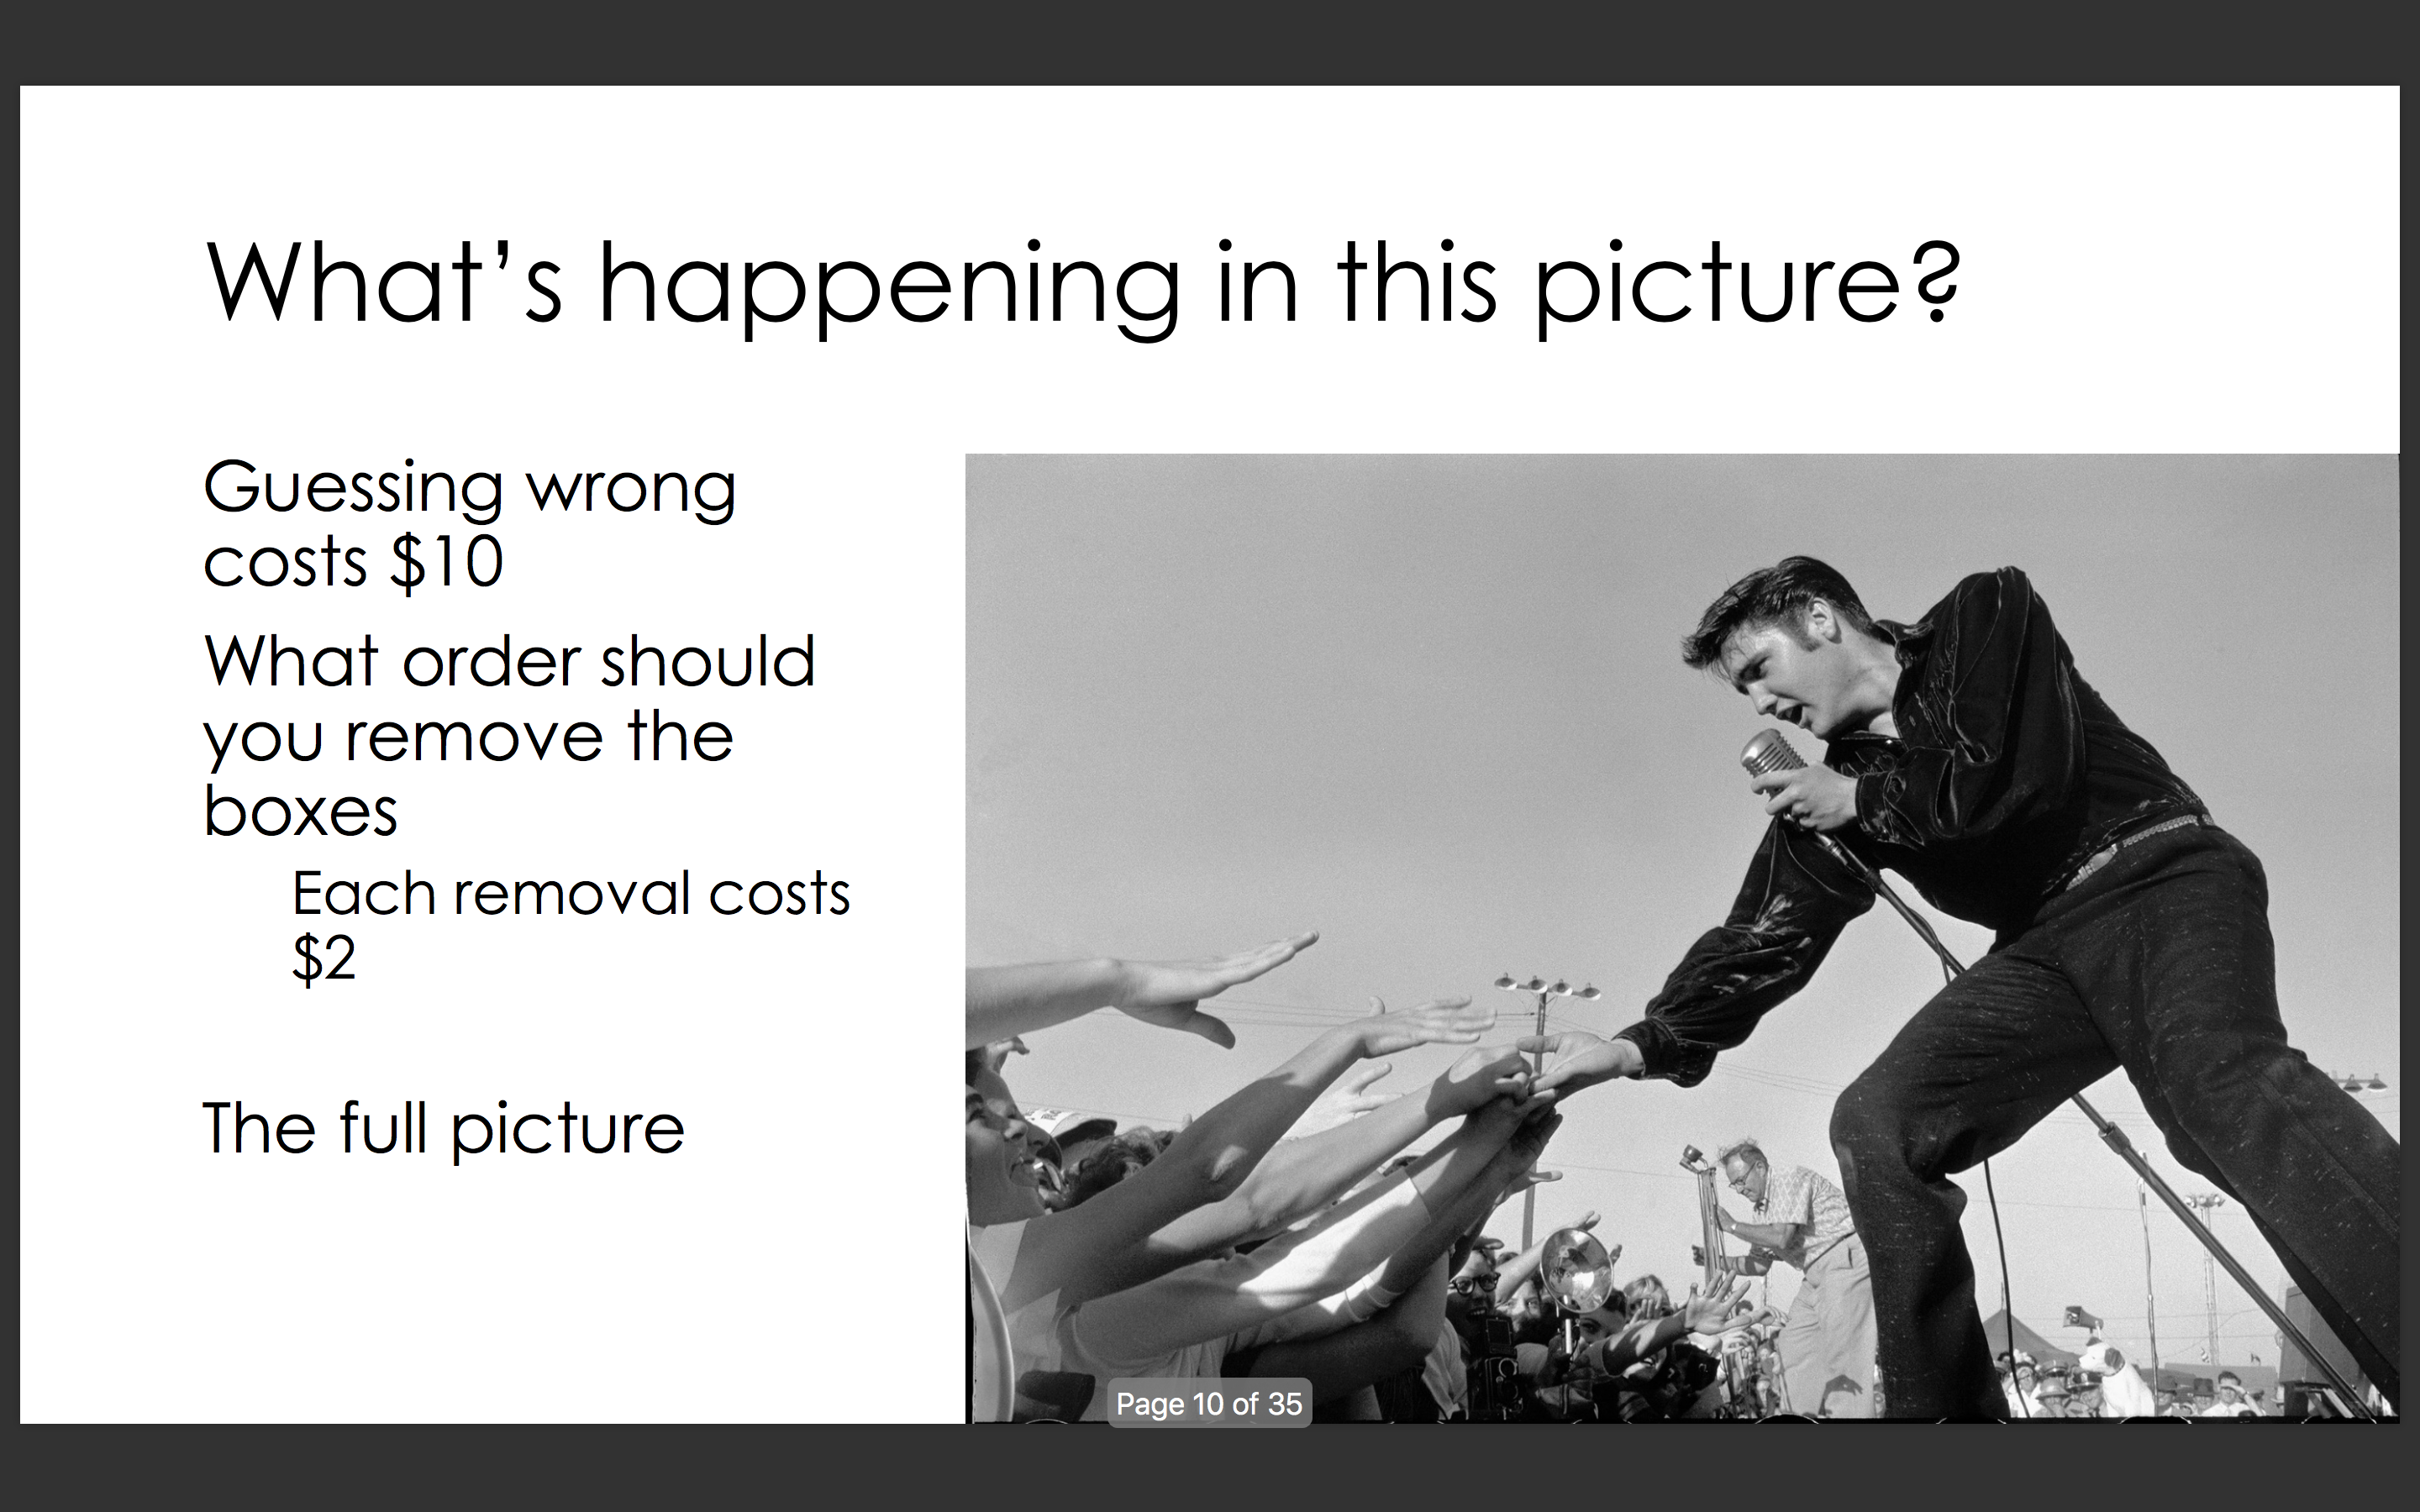 What’s happening in this picture?
Guessing wrong
costs $10
What order should
you remove the
boxes
Each removal costs
$2
The full picture
Page 10 of 35